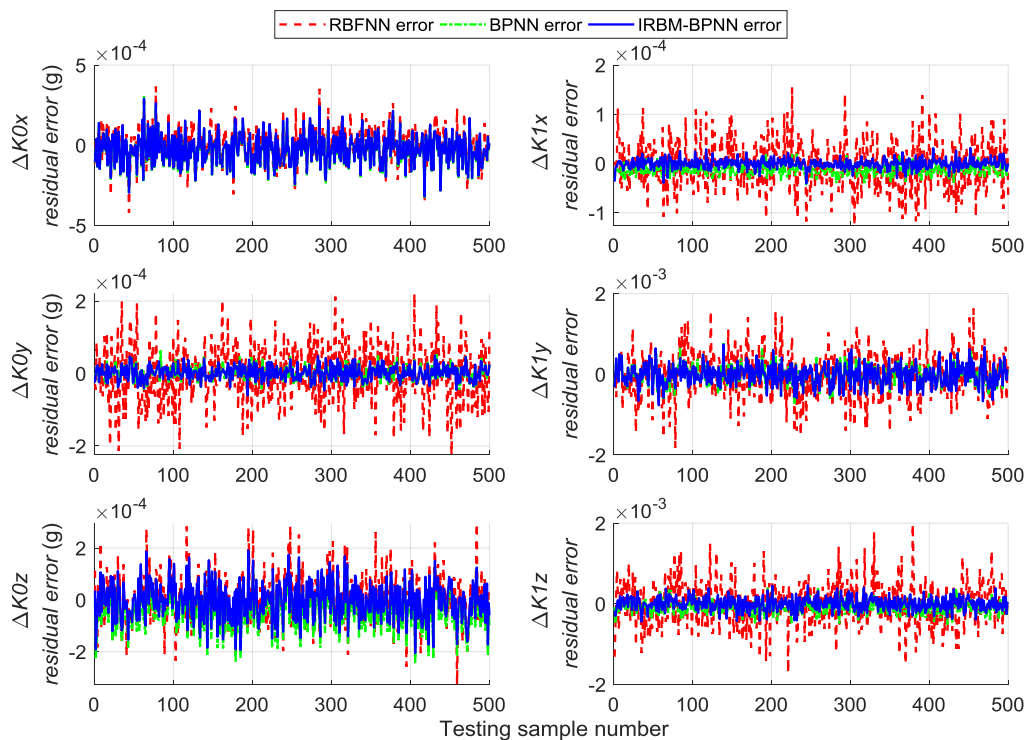 RBFNN error BPNN error IRBM-BPNN error
×10⁻⁴
ΔK0x
residual error (g)
5
0
-5
0 100 200 300 400 500
×10⁻⁴
ΔK1x
residual error
2
1
0
-1
0 100 200 300 400 500
×10⁻⁴
ΔK0y
residual error (g)
2
0
-2
0 100 200 300 400 500
×10⁻³
ΔK1y
residual error
2
0
-2
0 100 200 300 400 500
×10⁻⁴
ΔK0z
residual error (g)
2
0
-2
0 100 200 300 400 500
×10⁻³
ΔK1z
residual error
2
0
-2
0 100 200 300 400 500
Testing sample number